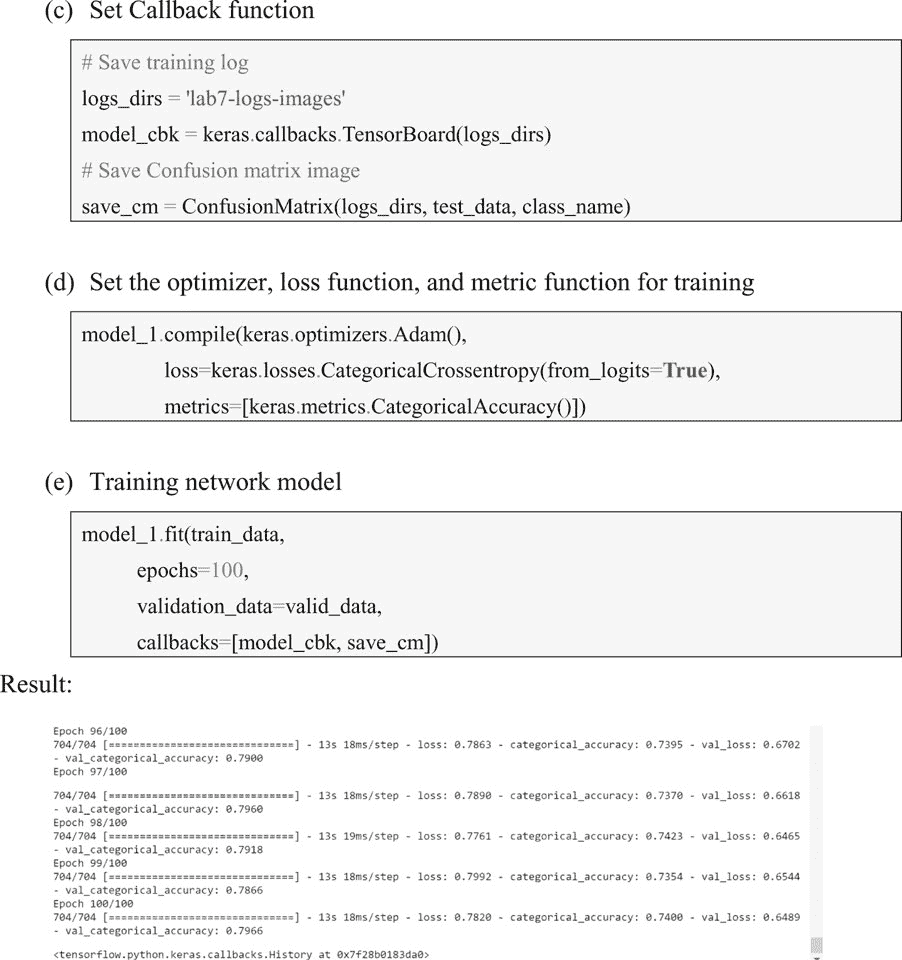 (c) Set Callback function
# Save training log
logs_dirs = 'lab7-logs-images'
model_cbk = keras.callbacks.TensorBoard(logs_dirs)
# Save Confusion matrix image
save_cm = ConfusionMatrix(logs_dirs, test_data, class_name)
(d) Set the optimizer, loss function, and metric function for training
model_1.compile(keras.optimizers.Adam(),
loss=keras.losses.CategoricalCrossentropy(from_logits=True),
metrics=[keras.metrics.CategoricalAccuracy()])
(e) Training network model
model_1.fit(train_data,
epochs=100,
validation_data=valid_data,
callbacks=[model_cbk, save_cm])
Result:
Epoch 96/100
704/704 [==============================] - 13s 18ms/step - loss: 0.7863 - categorical_accuracy: 0.7395 - val_loss: 0.6702
- val_categorical_accuracy: 0.7900
Epoch 97/100
704/704 [==============================] - 13s 18ms/step - loss: 0.7890 - categorical_accuracy: 0.7370 - val_loss: 0.6618
- val_categorical_accuracy: 0.7960
Epoch 98/100
704/704 [==============================] - 13s 19ms/step - loss: 0.7761 - categorical_accuracy: 0.7423 - val_loss: 0.6465
- val_categorical_accuracy: 0.7918
Epoch 99/100
704/704 [==============================] - 13s 18ms/step - loss: 0.7992 - categorical_accuracy: 0.7354 - val_loss: 0.6544
- val_categorical_accuracy: 0.7866
Epoch 100/100
704/704 [==============================] - 13s 18ms/step - loss: 0.7820 - categorical_accuracy: 0.7400 - val_loss: 0.6489
- val_categorical_accuracy: 0.7966
<tensorflow.python.keras.callbacks.History at 0x7f28b0183da0>